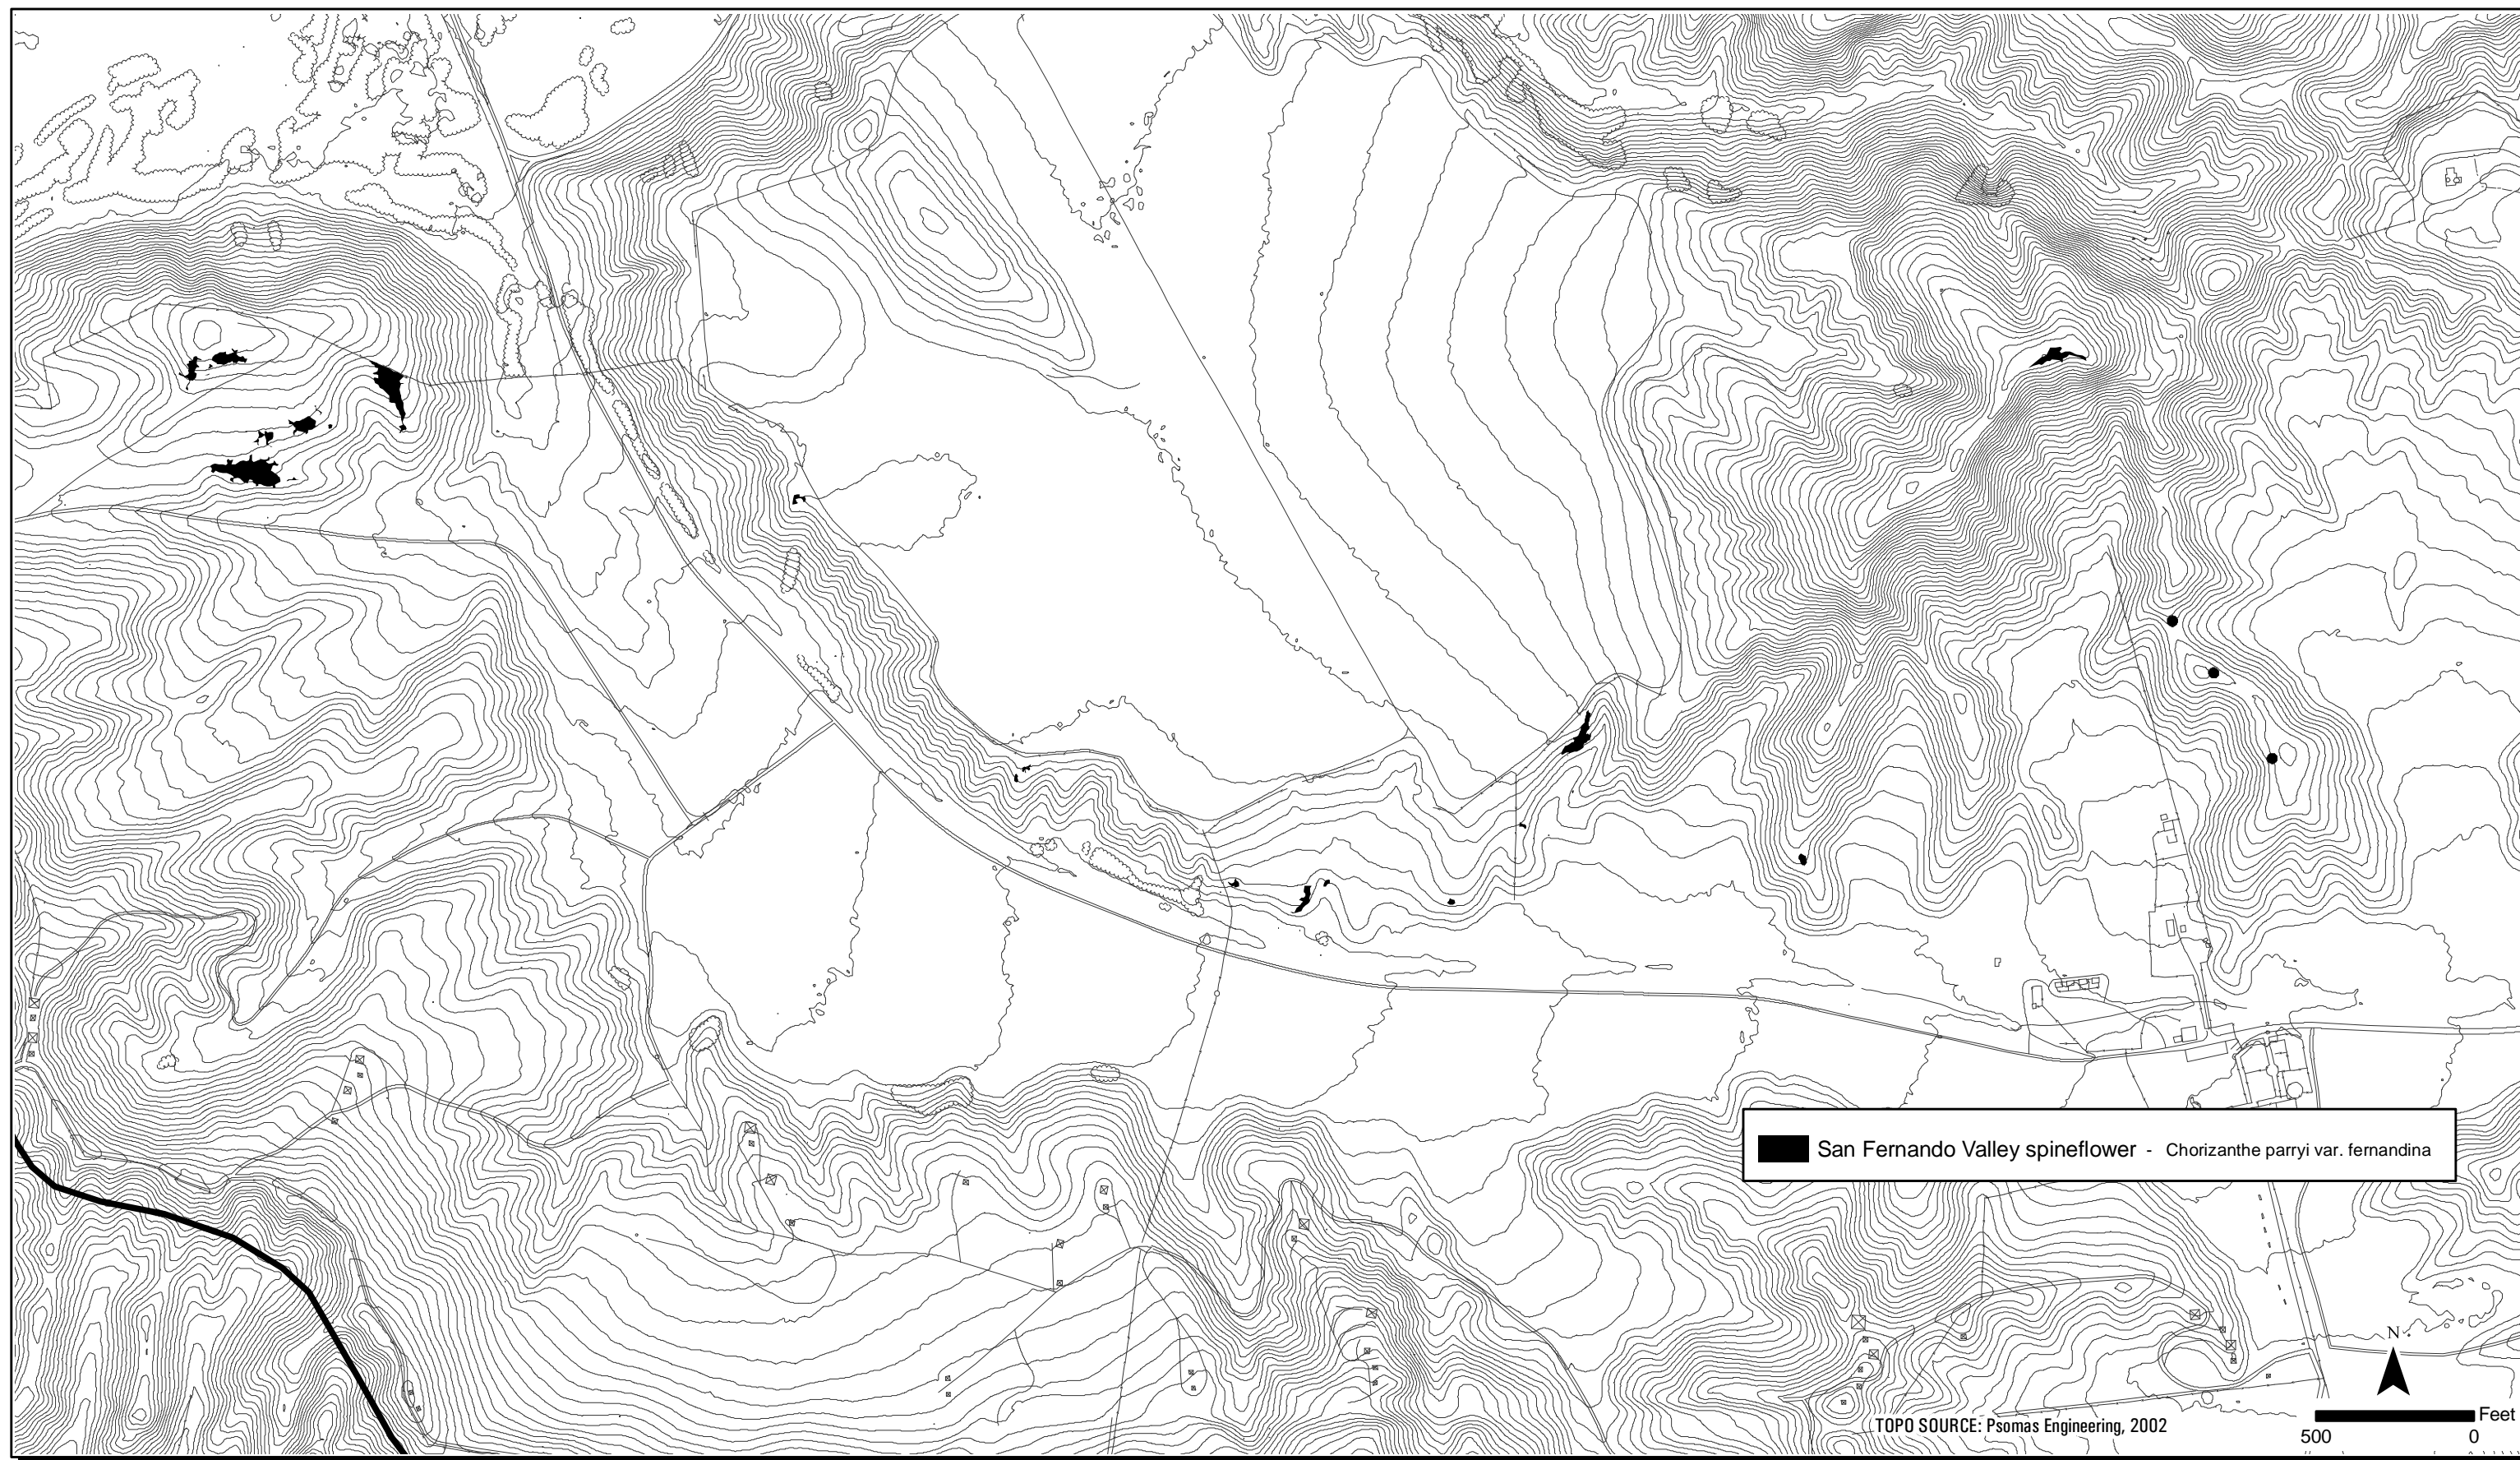 San Fernando Valley spineflower - Chorizanthe parryi var. fernandina
N
TOPO SOURCE: Psomas Engineering, 2002
Feet
500 0